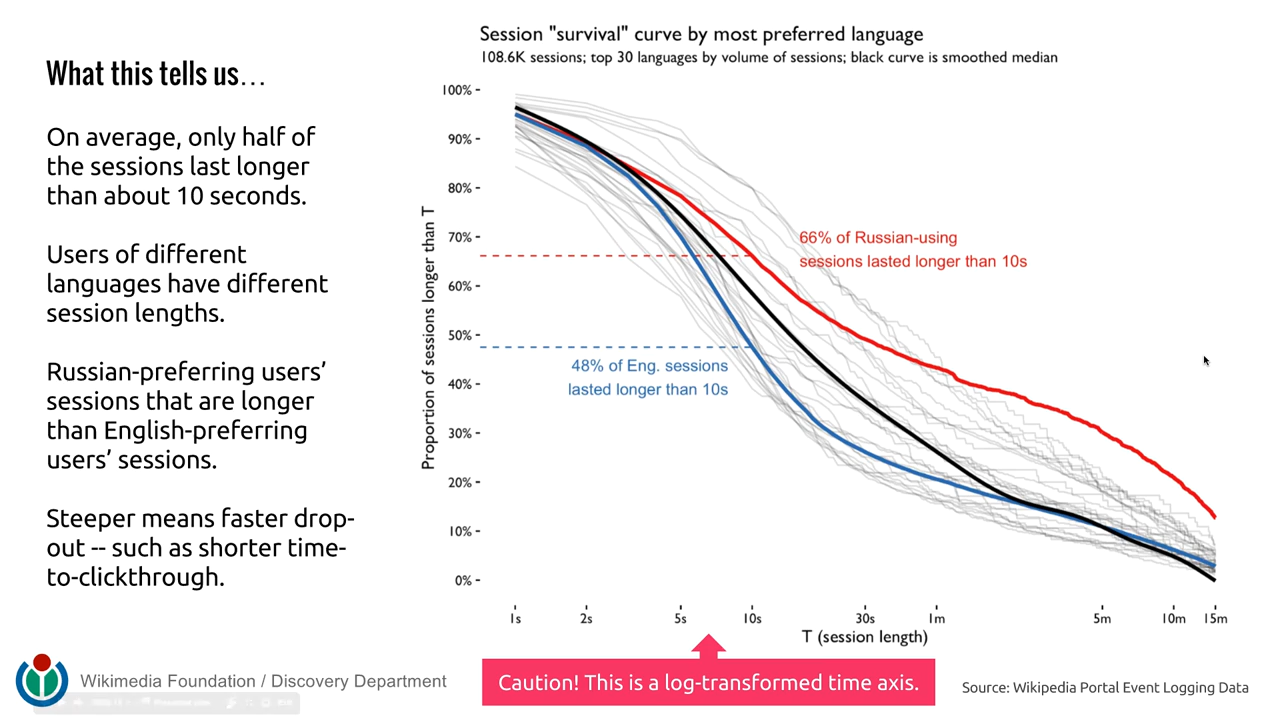 What this tells us...
On average, only half of
the sessions last longer
than about 10 seconds.
Users of different
languages have different
session lengths.
Russian-preferring users'
sessions that are longer
than English-preferring
users' sessions.
Steeper means faster drop-
out -- such as shorter time-
to-clickthrough.
Session "survival" curve by most preferred language
108.6K sessions; top 30 languages by volume of sessions; black curve is smoothed median
Proportion of sessions longer than T
100%
90%
80%
70%
60%
50%
40%
30%
20%
10%
0%
66% of Russian-using
sessions lasted longer than 10s
48% of Eng. sessions
lasted longer than 10s
1s 2s 5s 10s 30s 1m 5m 10m 15m
T (session length)
Caution! This is a log-transformed time axis.
Wikimedia Foundation / Discovery Department
Source: Wikipedia Portal Event Logging Data